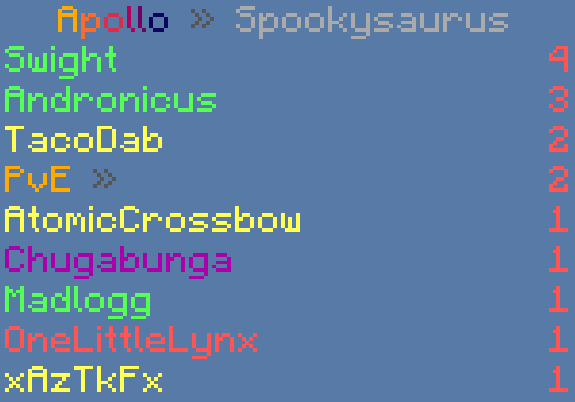 Apollo » Spookysaurus
Swight 4
Andronicus 3
TacoDab 2
PvE » 2
AtomicCrossbow 1
Chugabunga 1
Madlogg 1
OneLittleLynx 1
xAzTkFx 1